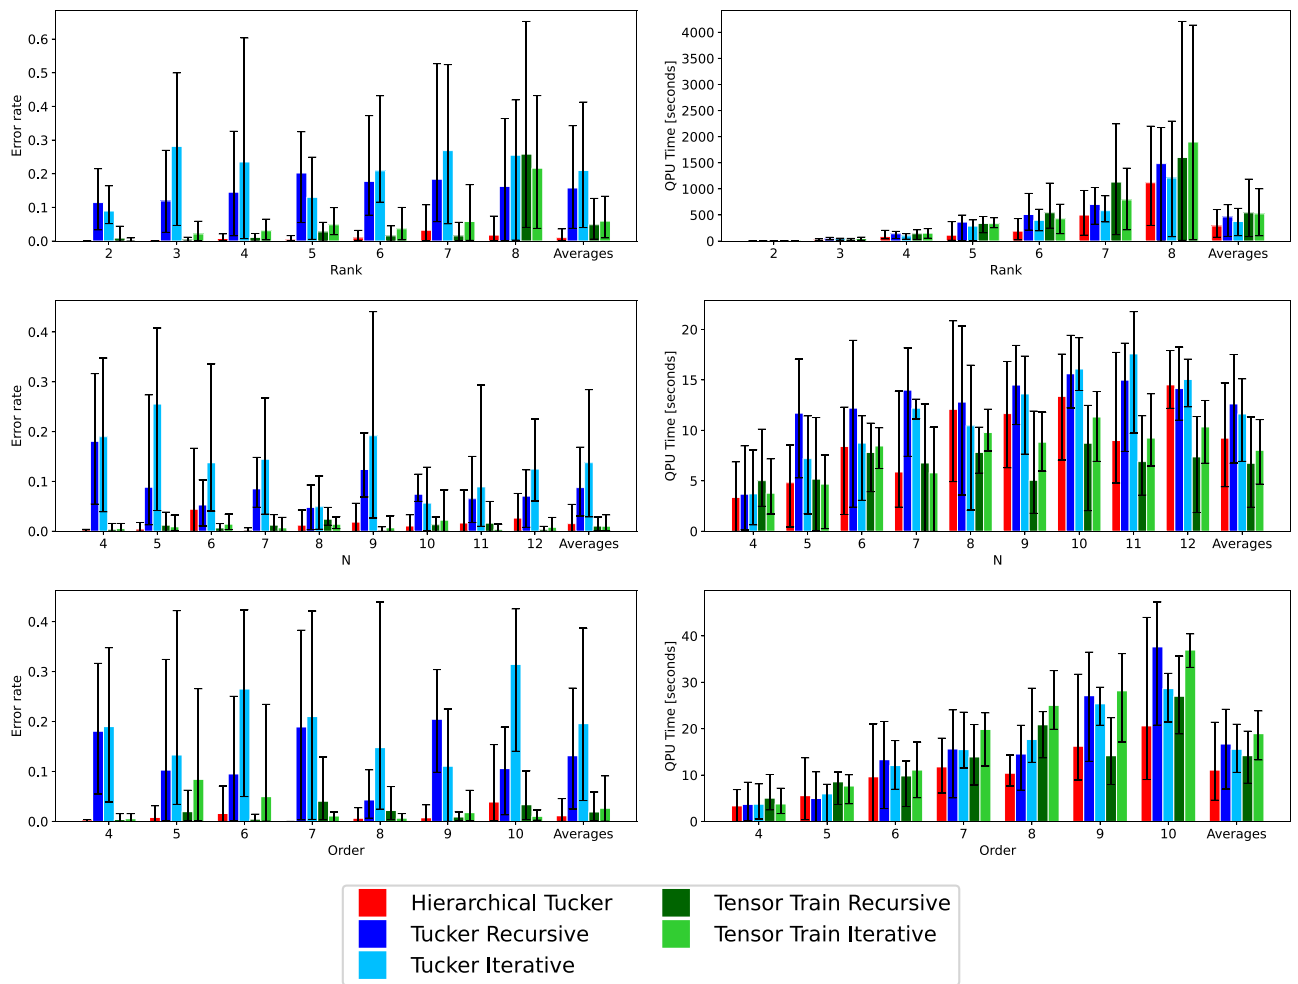 Error rate
0.6
0.5
0.4
0.3
0.2
0.1
0.0
2 3 4 5 6 7 8 Averages
Rank
QPU Time [seconds]
4000
3500
3000
2500
2000
1500
1000
500
0
2 3 4 5 6 7 8 Averages
Rank
Error rate
0.4
0.3
0.2
0.1
0.0
4 5 6 7 8 9 10 11 12 Averages
N
QPU Time [seconds]
20
15
10
5
0
4 5 6 7 8 9 10 11 12 Averages
N
Error rate
0.4
0.3
0.2
0.1
0.0
4 5 6 7 8 9 10 Averages
Order
QPU Time [seconds]
40
30
20
10
0
4 5 6 7 8 9 10 Averages
Order
Hierarchical Tucker
Tucker Recursive
Tucker Iterative
Tensor Train Recursive
Tensor Train Iterative